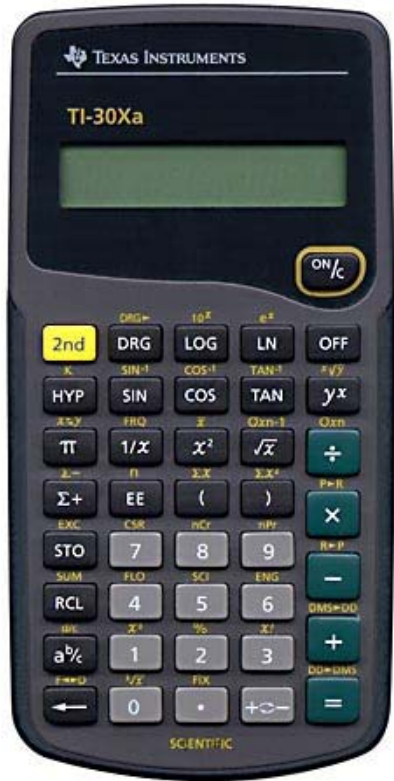 TEXAS INSTRUMENTS
TI-30Xa
ON/C
DRG► 10ˣ eˣ
2nd DRG LOG LN OFF
K SIN⁻¹ COS⁻¹ TAN⁻¹ ˣ√y
HYP SIN COS TAN yˣ
FRQ x̄ Oxn-1 Oxn
π 1/x x² √x ÷
Σ- n Σx Σx² P►R
Σ+ EE ( ) ×
EXC CSR nCr nPr
STO 7 8 9
R►P
−
SUM FLO SCI ENG
RCL 4 5 6
DMS►DD
+
d/c % x!
aᵇ/c 1 2 3
DD►DMS
F◄►D FIX
← 0 . +⇄− =
SCIENTIFIC